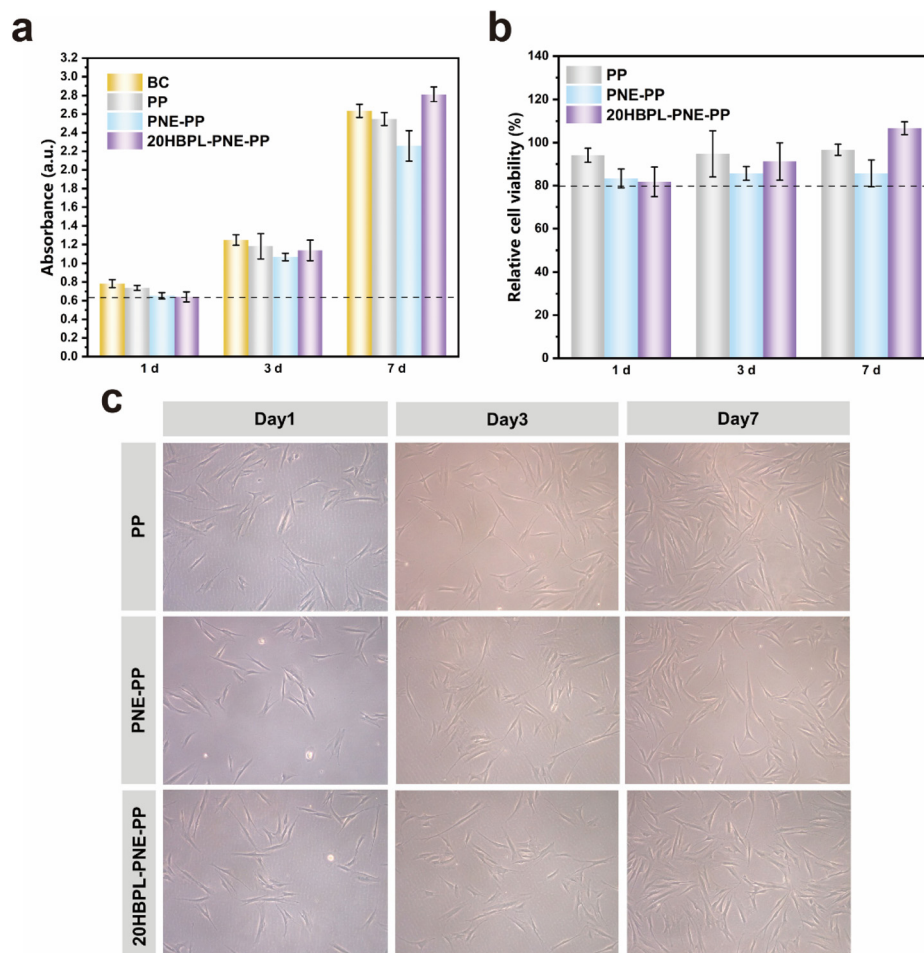 a
Absorbance (a.u.)
3.2
3.0
2.8
2.6
2.4
2.2
2.0
1.8
1.6
1.4
1.2
1.0
0.8
0.6
0.4
0.2
0.0
BC
PP
PNE-PP
20HBPL-PNE-PP
1 d
3 d
7 d
b
Relative cell viability (%)
140
120
100
80
60
40
20
0
PP
PNE-PP
20HBPL-PNE-PP
1 d
3 d
7 d
c
Day1
Day3
Day7
PP
PNE-PP
20HBPL-PNE-PP